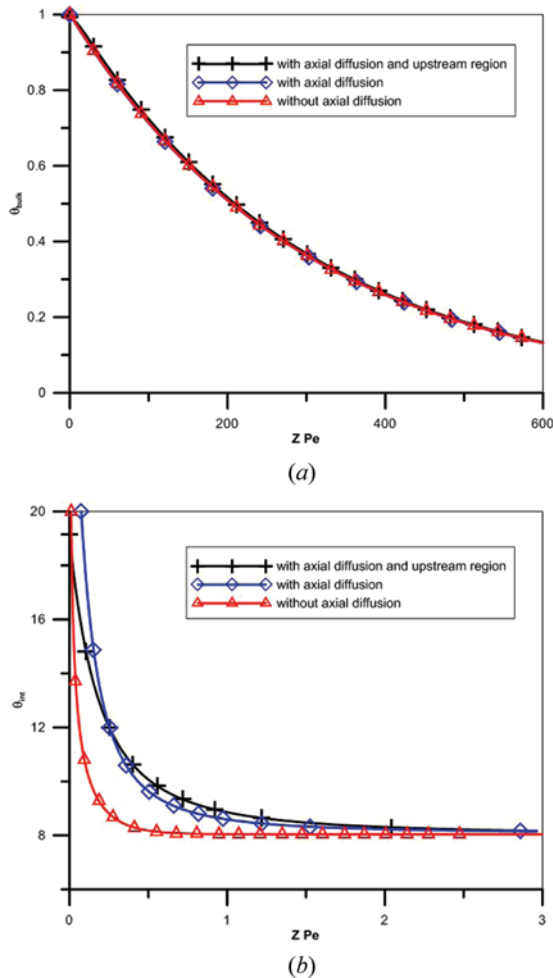 1
with axial diffusion and upstream region
with axial diffusion
without axial diffusion
0.8
0.6
θbulk
0.4
0.2
0
0 200 400 600
Z Pe
(a)
20
with axial diffusion and upstream region
with axial diffusion
without axial diffusion
16
θint
12
8
0 1 2 3
Z Pe
(b)